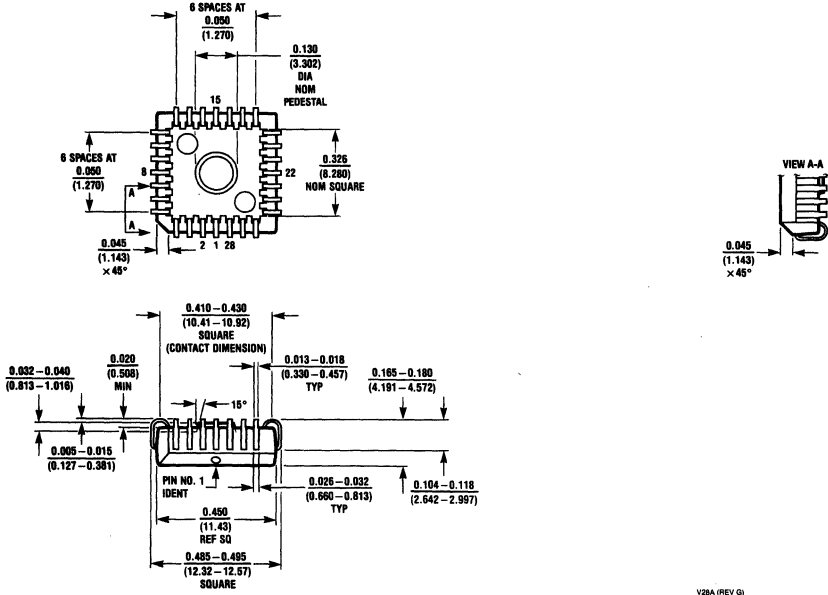 6 SPACES AT
0.050
(1.270)
0.130
(3.302)
DIA
NOM
PEDESTAL
15
6 SPACES AT
0.050
(1.270)
8
22
0.326
(8.280)
NOM SQUARE
A
A
2 1 28
0.045
(1.143)
× 45°
VIEW A-A
0.045
(1.143)
× 45°
0.410–0.430
(10.41–10.92)
SQUARE
(CONTACT DIMENSION)
0.032–0.040
(0.813–1.016)
0.020
(0.508)
MIN
0.013–0.018
(0.330–0.457)
TYP
0.165–0.180
(4.191–4.572)
15°
0.005–0.015
(0.127–0.381)
PIN NO. 1
IDENT
0.026–0.032
(0.660–0.813)
TYP
0.104–0.118
(2.642–2.997)
0.450
(11.43)
REF SQ
0.485–0.495
(12.32–12.57)
SQUARE
V28A (REV G)